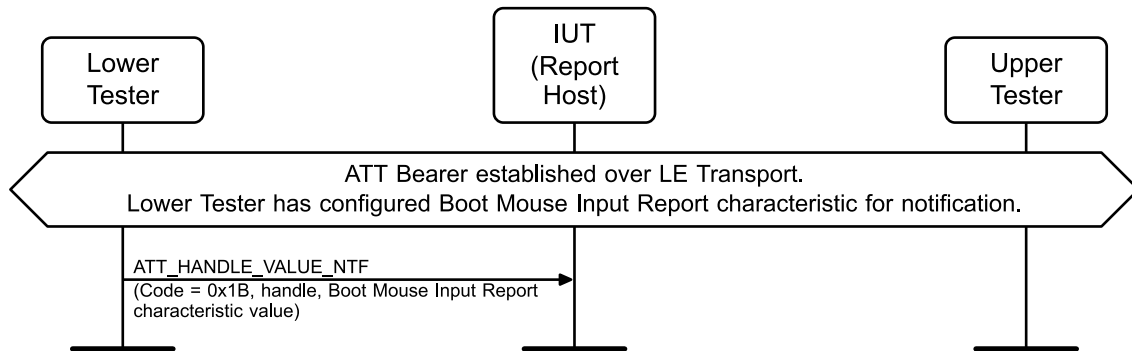 Lower
Tester
IUT
(Report
Host)
Upper
Tester
ATT Bearer established over LE Transport.
Lower Tester has configured Boot Mouse Input Report characteristic for notification.
ATT_HANDLE_VALUE_NTF
(Code = 0x1B, handle, Boot Mouse Input Report
characteristic value)